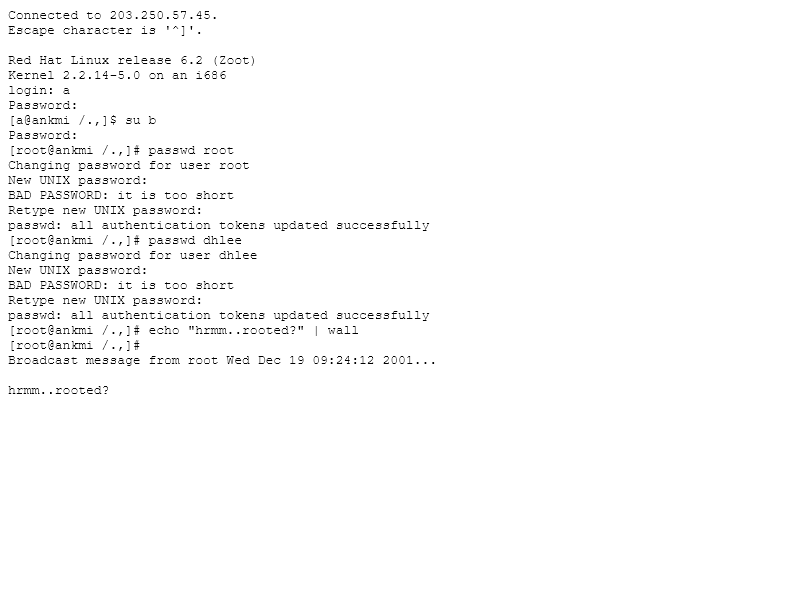 Connected to 203.250.57.45.
Escape character is '^]'.
Red Hat Linux release 6.2 (Zoot)
Kernel 2.2.14-5.0 on an i686
login: a
Password:
[a@ankmi /.,]$ su b
Password:
[root@ankmi /.,]# passwd root
Changing password for user root
New UNIX password:
BAD PASSWORD: it is too short
Retype new UNIX password:
passwd: all authentication tokens updated successfully
[root@ankmi /.,]# passwd dhlee
Changing password for user dhlee
New UNIX password:
BAD PASSWORD: it is too short
Retype new UNIX password:
passwd: all authentication tokens updated successfully
[root@ankmi /.,]# echo "hrmm..rooted?" | wall
[root@ankmi /.,]#
Broadcast message from root Wed Dec 19 09:24:12 2001...
hrmm..rooted?